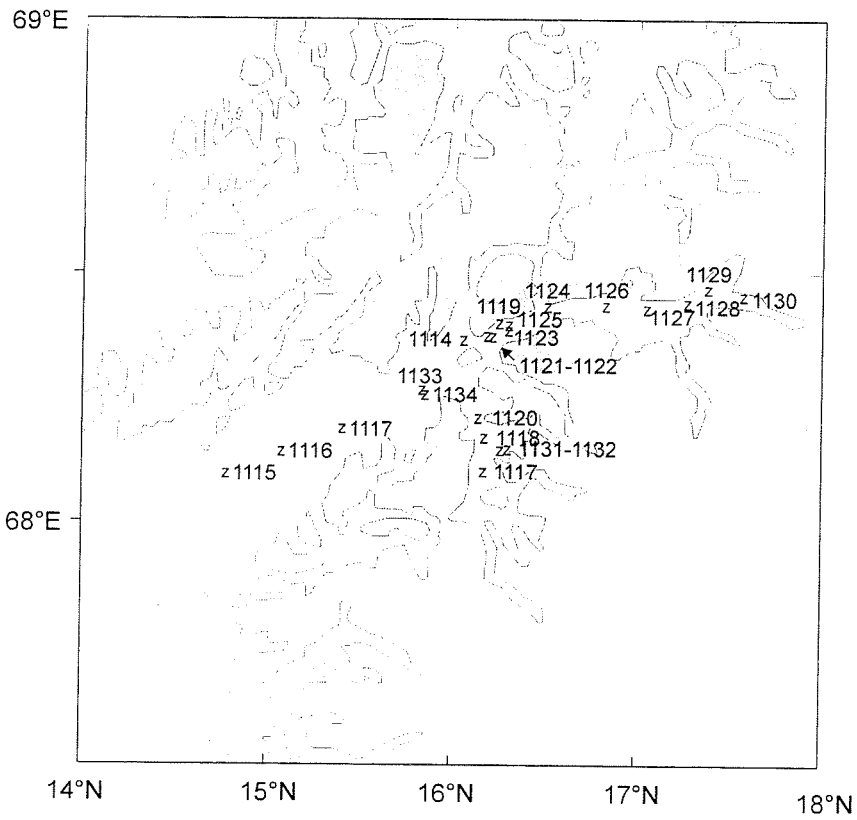 69°E
1129
z
1124
1126
z 1130
z
z
z
1128
1119
z
1127
z z
1125
1114 z
z z
z
1123
1121-1122
1133
z
z 1134
z 1120
z 1117
z 1118
z 1116
z z 1131-1132
z 1115
z 1117
68°E
14°N
15°N
16°N
17°N
18°N